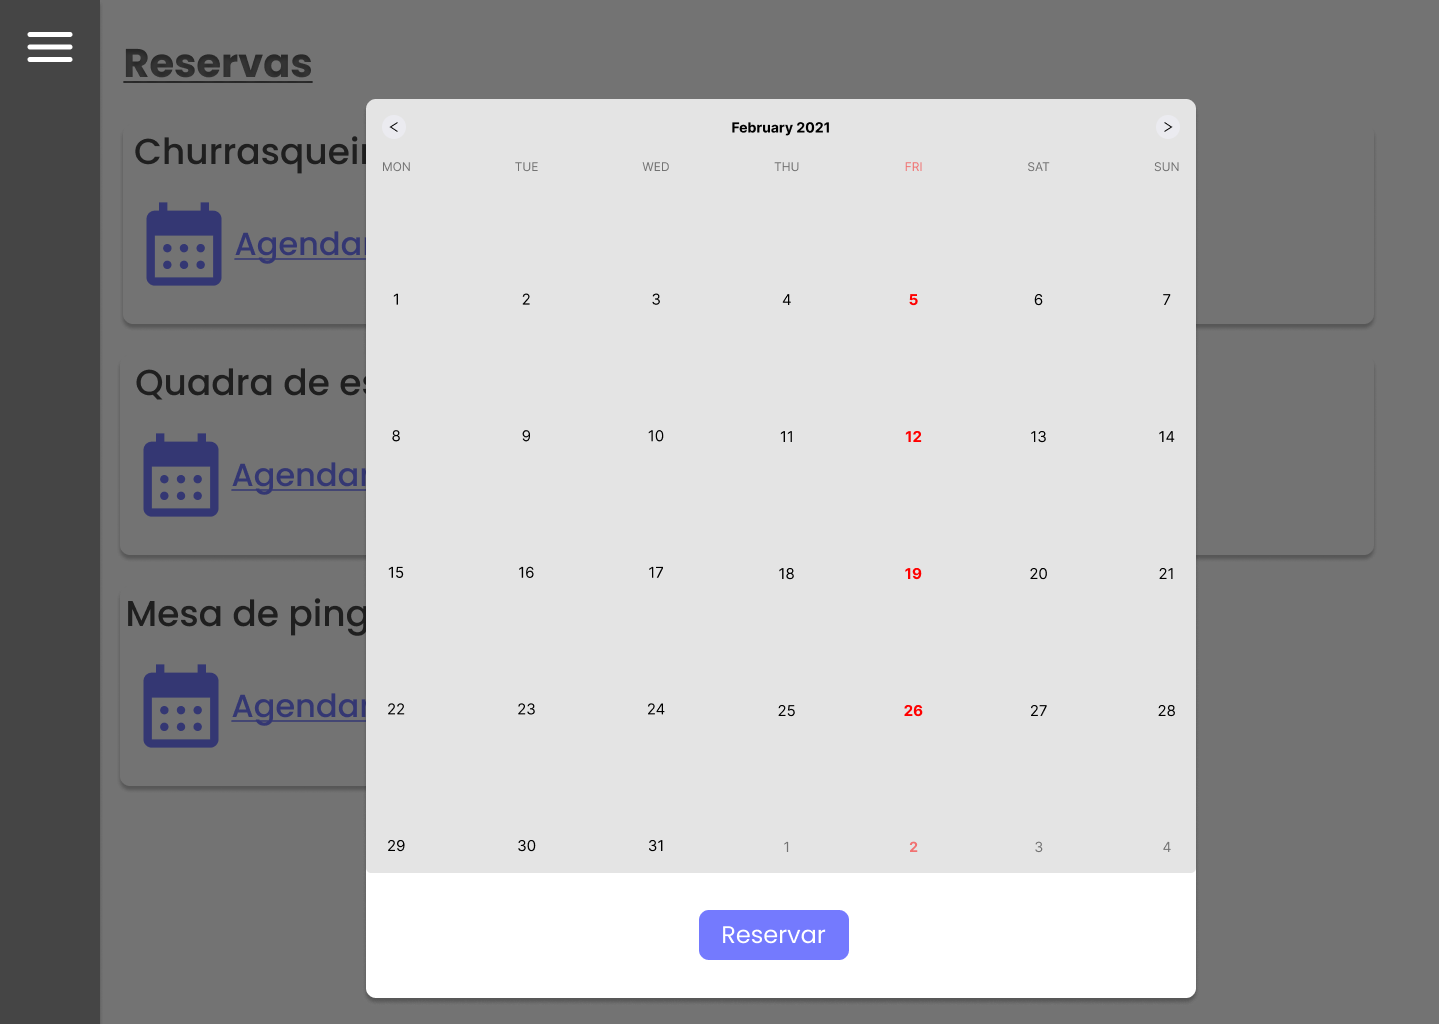 Reservas
Churrasquei
Agendar
Quadra de es
Agendar
Mesa de ping
Agendar
< February 2021 >
MON TUE WED THU FRI SAT SUN
1 2 3 4 5 6 7
8 9 10 11 12 13 14
15 16 17 18 19 20 21
22 23 24 25 26 27 28
29 30 31 1 2 3 4
Reservar